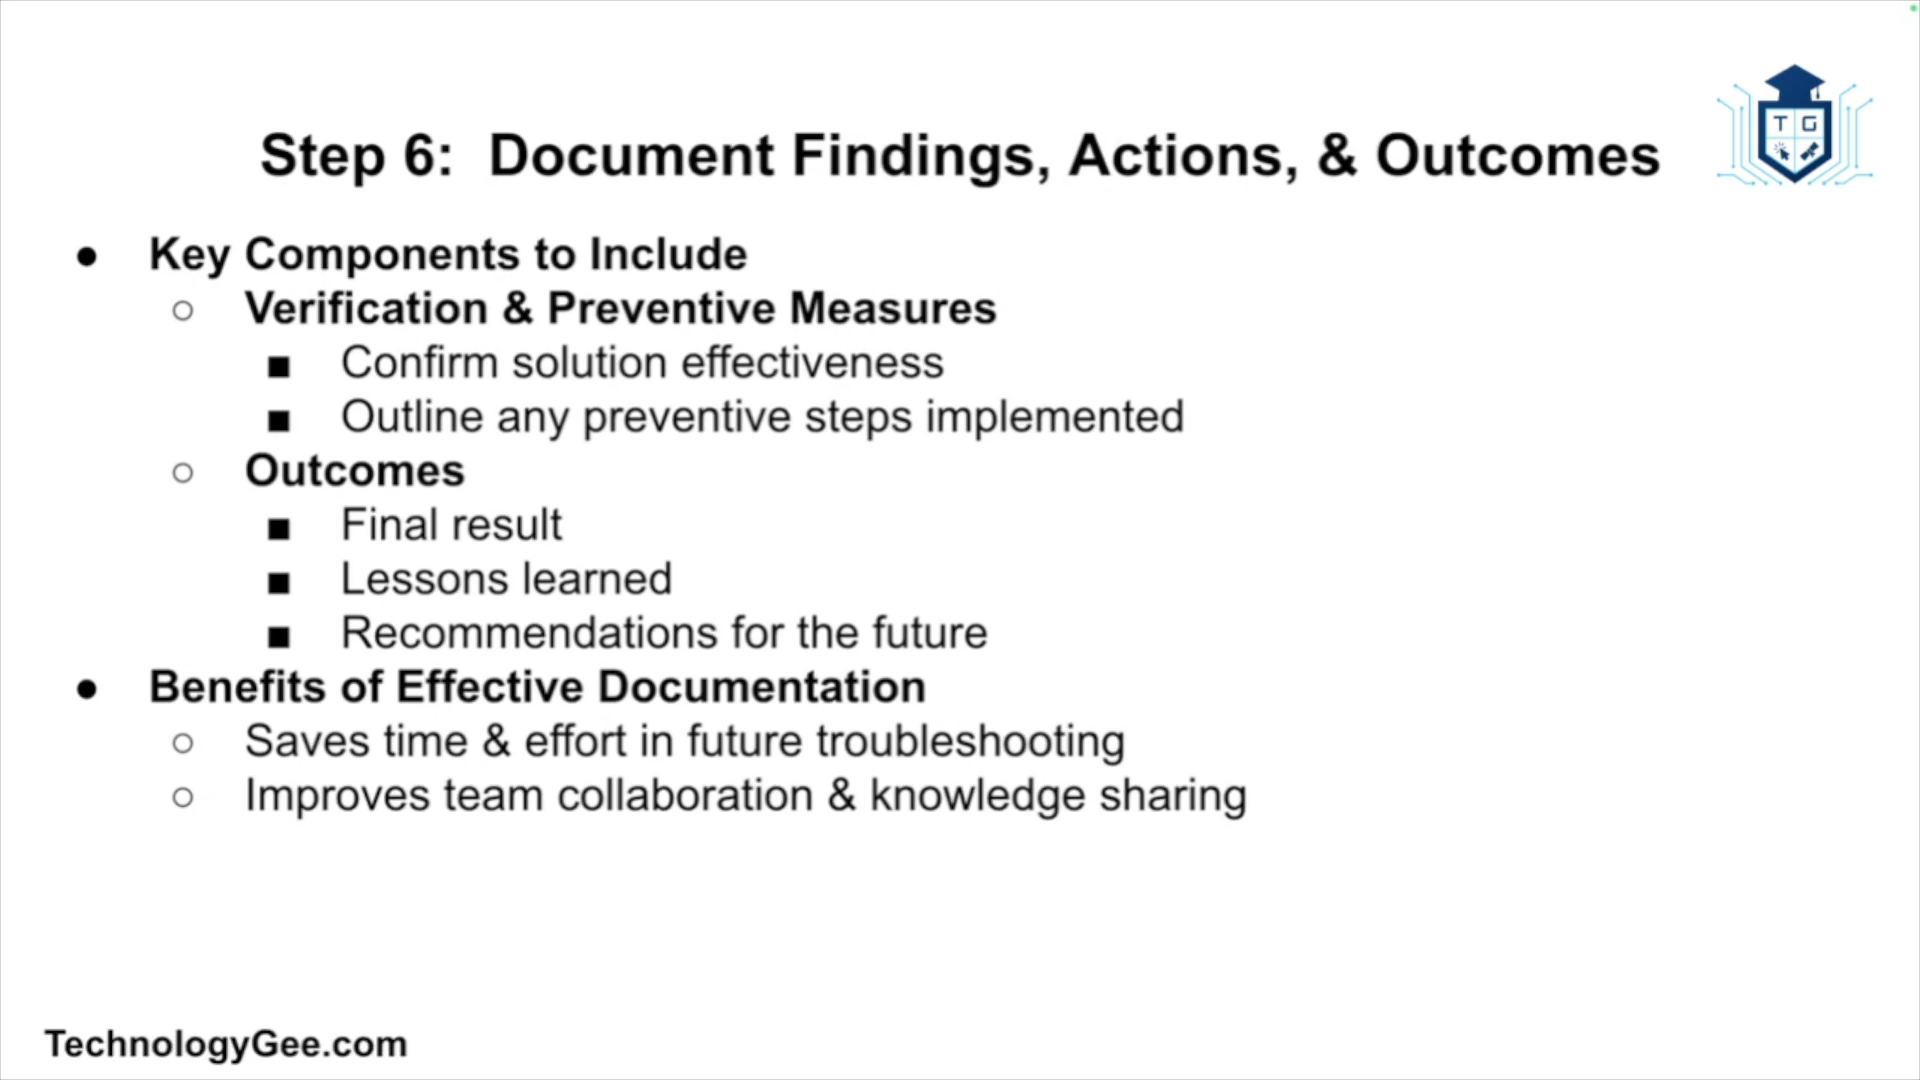 Step 6:  Document Findings, Actions, & Outcomes
T G
● Key Components to Include
○ Verification & Preventive Measures
■ Confirm solution effectiveness
■ Outline any preventive steps implemented
○ Outcomes
■ Final result
■ Lessons learned
■ Recommendations for the future
● Benefits of Effective Documentation
○ Saves time & effort in future troubleshooting
○ Improves team collaboration & knowledge sharing
TechnologyGee.com